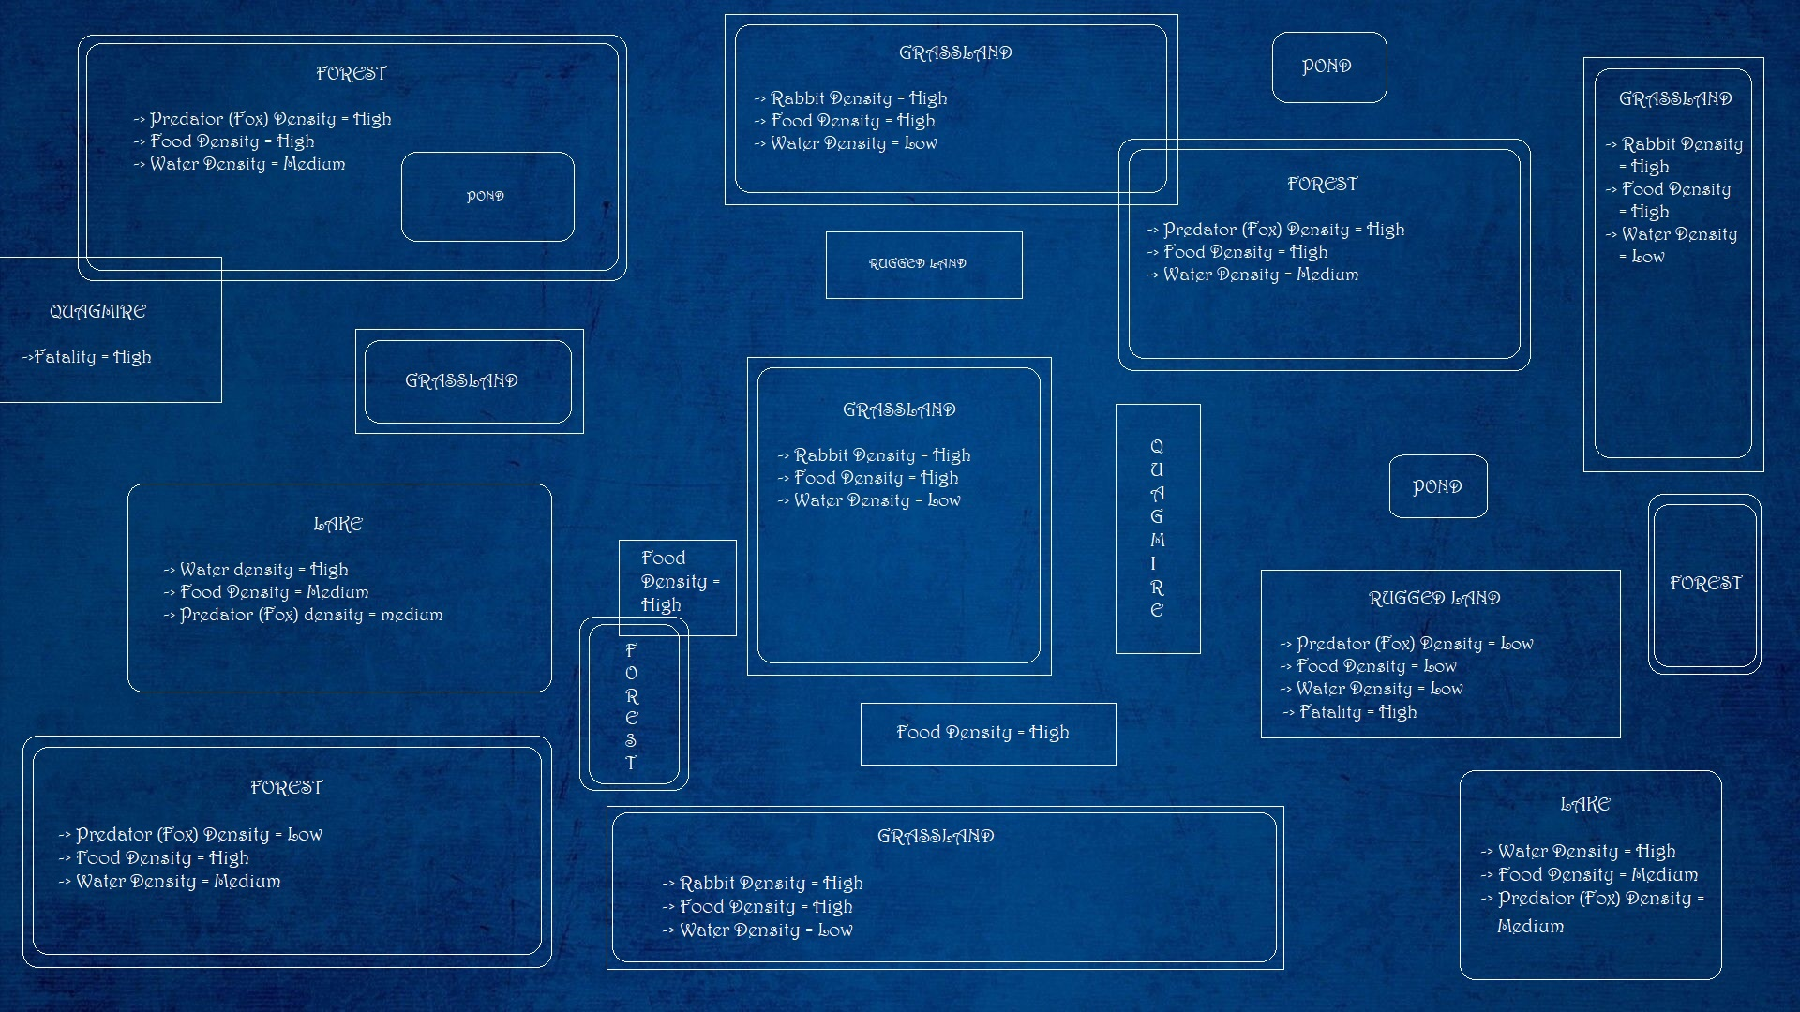 FOREST
-> Predator (Fox) Density = High
-> Food Density - High
-> Water Density = Medium
POND
GRASSLAND
-> Rabbit Density - High
-> Food Density = High
-> Water Density = Low
POND
GRASSLAND
-> Rabbit Density
= High
-> Food Density
= High
-> Water Density
= Low
FOREST
-> Predator (Fox) Density = High
-> Food Density = High
-> Water Density - Medium
RUGGED LAND
QUAGMIRE
->Fatality = High
GRASSLAND
GRASSLAND
-> Rabbit Density - High
-> Food Density = High
-> Water Density - Low
QUAGMIRE
POND
LAKE
-> Water density = High
-> Food Density = Medium
-> Predator (Fox) density = medium
Food
Density =
High
FOREST
RUGGED LAND
-> Predator (Fox) Density = Low
-> Food Density = Low
-> Water Density = Low
-> Fatality = High
FOREST
Food Density = High
FOREST
-> Predator (Fox) Density = Low
-> Food Density = High
-> Water Density = Medium
GRASSLAND
-> Rabbit Density = High
-> Food Density = High
-> Water Density - Low
LAKE
-> Water Density = High
-> Food Density = Medium
-> Predator (Fox) Density =
Medium